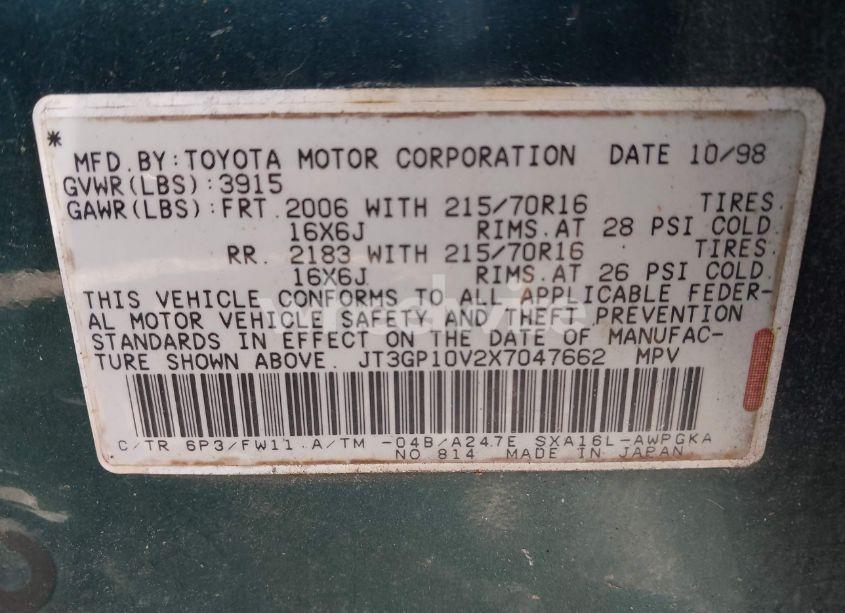 *
MFD.BY:TOYOTA MOTOR CORPORATION DATE 10/98
GVWR(LBS):3915
GAWR(LBS):FRT.2006 WITH 215/70R16 TIRES
16X6J RIMS.AT 28 PSI COLD.
RR. 2183 WITH 215/70R16 TIRES
16X6J RIMS.AT 26 PSI COLD.
THIS VEHICLE CONFORMS TO ALL APPLICABLE FEDER-
AL MOTOR VEHICLE SAFETY AND THEFT PREVENTION
STANDARDS IN EFFECT ON THE DATE OF MANUFAC-
TURE SHOWN ABOVE. JT3GP10V2X7047662 MPV
C/TR 6P3/FW11.A/TM -04B/A247E SXA16L-AWPGKA
NO 814 MADE IN JAPAN